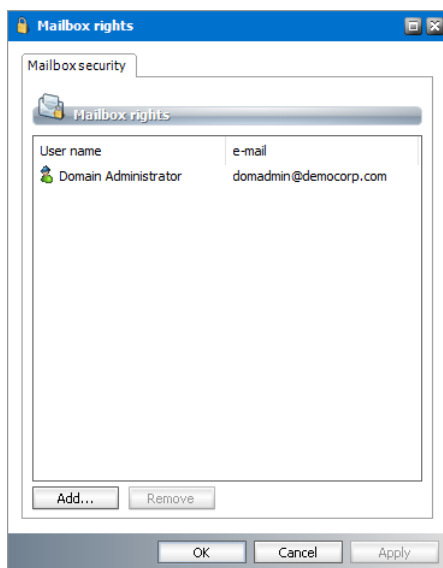 Mailbox rights
Mailbox security
Mailbox rights
User name e-mail
Domain Administrator domadmin@democorp.com
Add... Remove
OK Cancel Apply